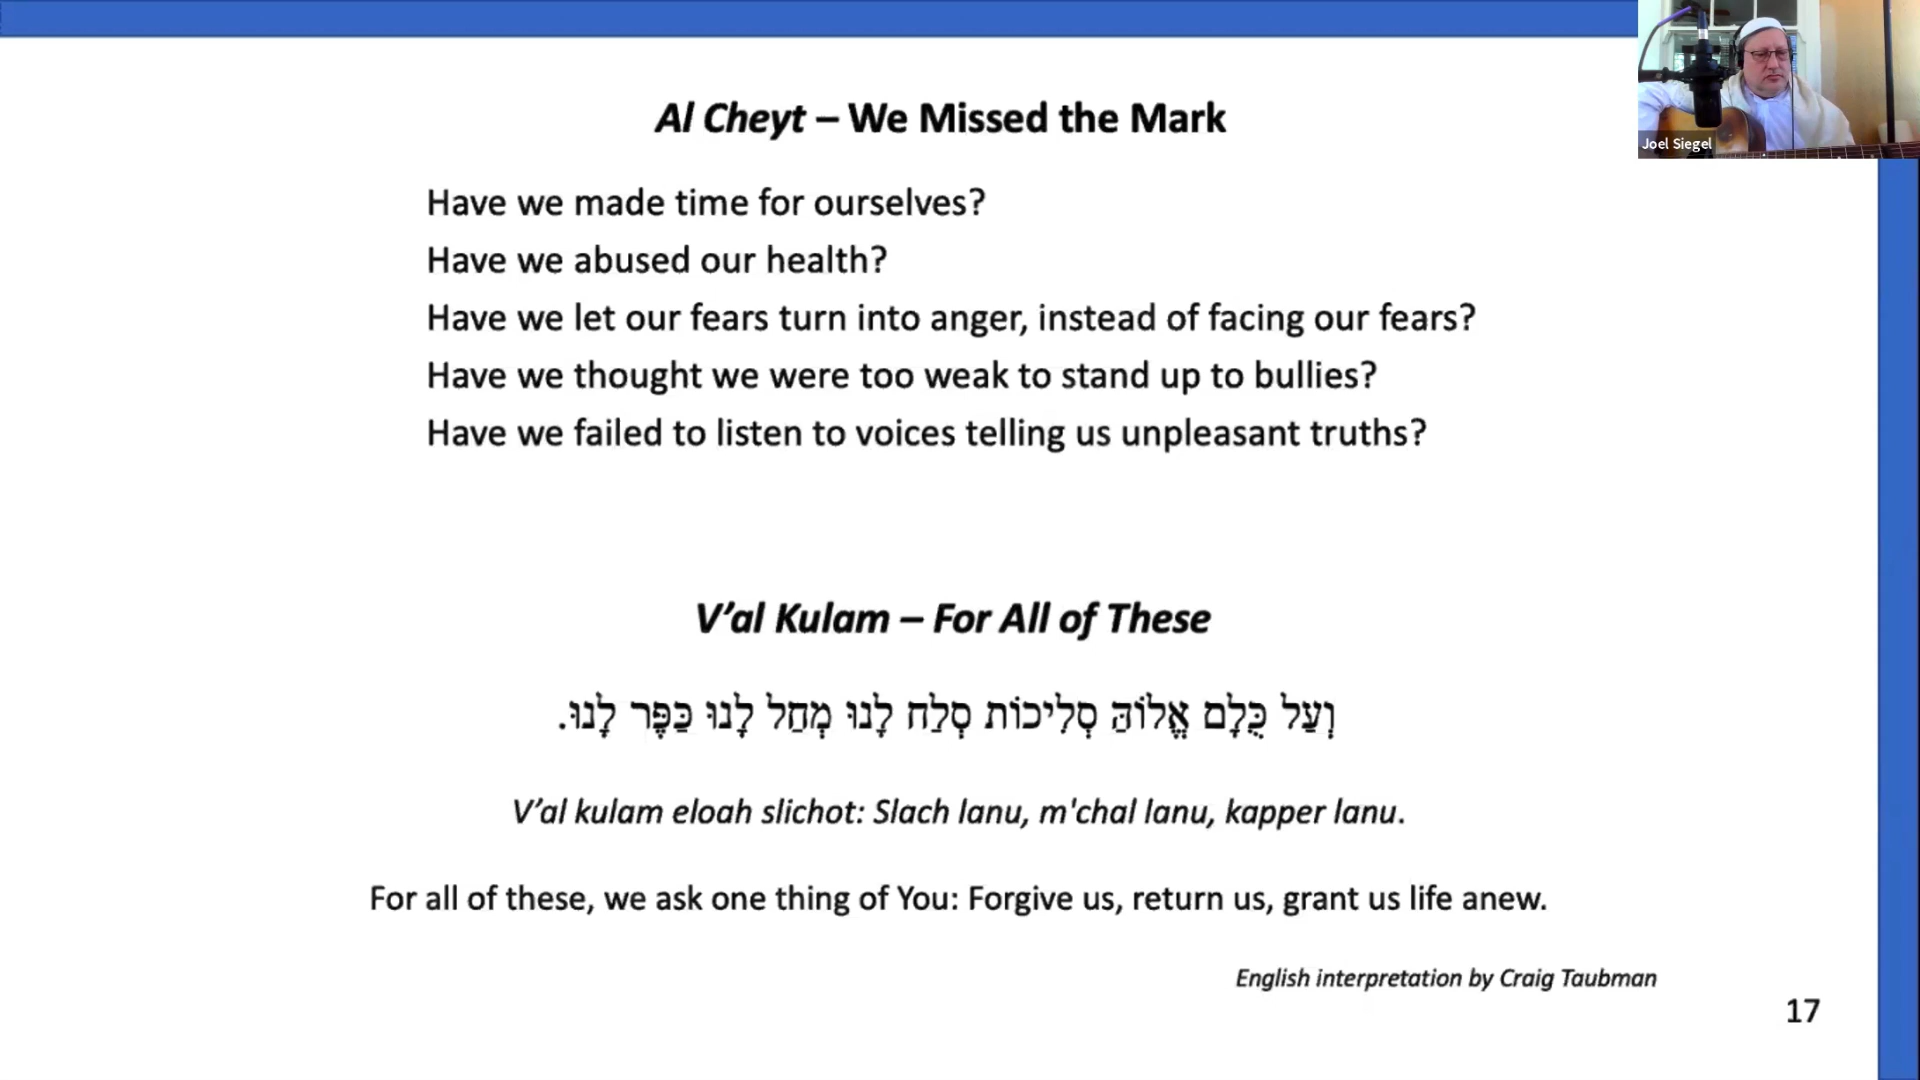 Joel Siegel
Al Cheyt – We Missed the Mark
Have we made time for ourselves?
Have we abused our health?
Have we let our fears turn into anger, instead of facing our fears?
Have we thought we were too weak to stand up to bullies?
Have we failed to listen to voices telling us unpleasant truths?
V’al Kulam – For All of These
וְעַל כֻּלָּם אֱלוֹהַּ סְלִיכוֹת סְלַח לָנוּ מְחַל לָנוּ כַּפֶּר לָנוּ.
V’al kulam eloah slichot: Slach lanu, m'chal lanu, kapper lanu.
For all of these, we ask one thing of You: Forgive us, return us, grant us life anew.
English interpretation by Craig Taubman
17